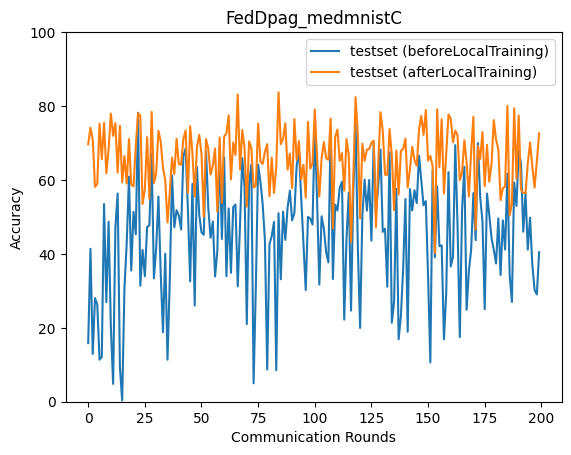 FedDpag_medmnistC
testset (beforeLocalTraining)
testset (afterLocalTraining)
100
80
60
40
20
0
Accuracy
0 25 50 75 100 125 150 175 200
Communication Rounds